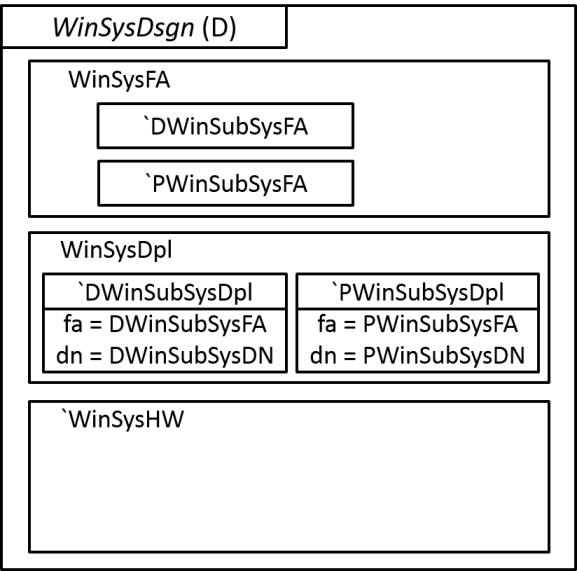 WinSysDsgn (D)
WinSysFA
`DWinSubSysFA
`PWinSubSysFA
WinSysDpl
`DWinSubSysDpl
fa = DWinSubSysFA
dn = DWinSubSysDN
`PWinSubSysDpl
fa = PWinSubSysFA
dn = PWinSubSysDN
`WinSysHW